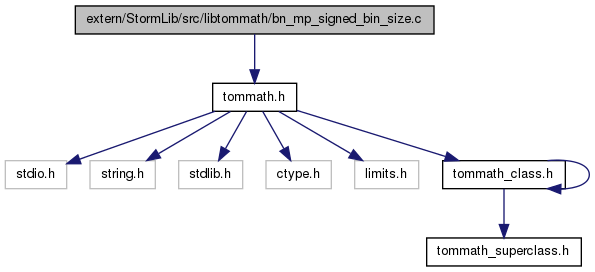 extern/StormLib/src/libtommath/bn_mp_signed_bin_size.c
tommath.h
stdio.h
string.h
stdlib.h
ctype.h
limits.h
tommath_class.h
tommath_superclass.h